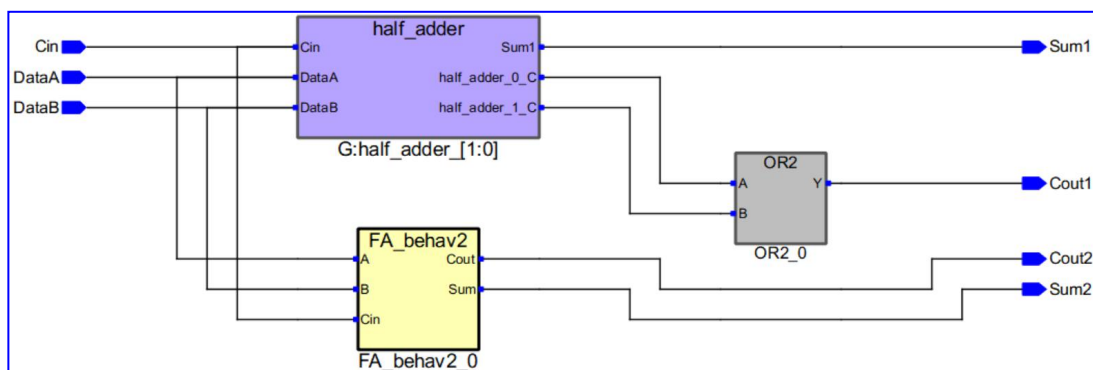 half_adder
Cin
Cin
Sum1
Sum1
DataA
DataA
half_adder_0_C
DataB
DataB
half_adder_1_C
G:half_adder_[1:0]
OR2
A
Y
Cout1
B
OR2_0
FA_behav2
A
Cout
Cout2
B
Sum
Sum2
Cin
FA_behav2_0